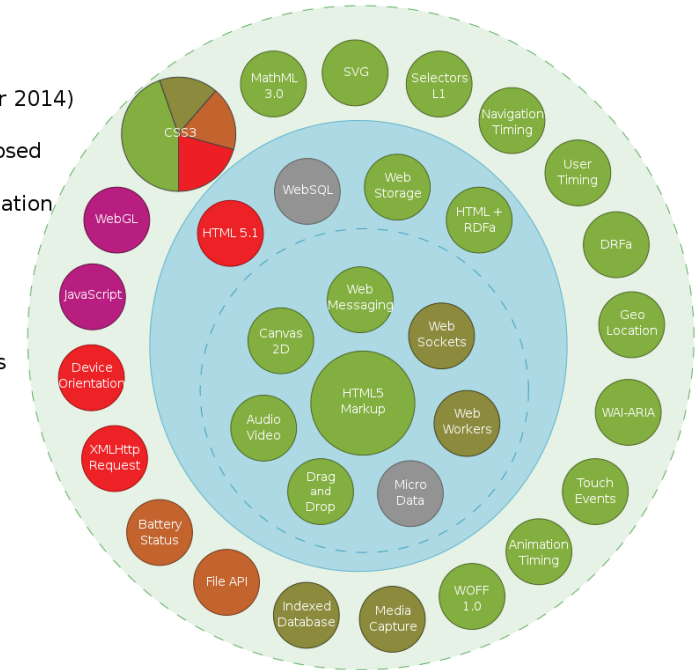 r 2014)
osed
ation
s
MathML
3.0
SVG
Selectors
L1
Navigation
Timing
User
Timing
DRFa
Geo
Location
WAI-ARIA
Touch
Events
Animation
Timing
WOFF
1.0
Media
Capture
Indexed
Database
File API
Battery
Status
XMLHttp
Request
Device
Orientation
JavaScript
WebGL
CSS3
HTML 5.1
WebSQL
Web
Storage
HTML +
RDFa
Web
Messaging
Canvas
2D
Web
Sockets
HTML5
Markup
Audio
Video
Web
Workers
Drag
and
Drop
Micro
Data